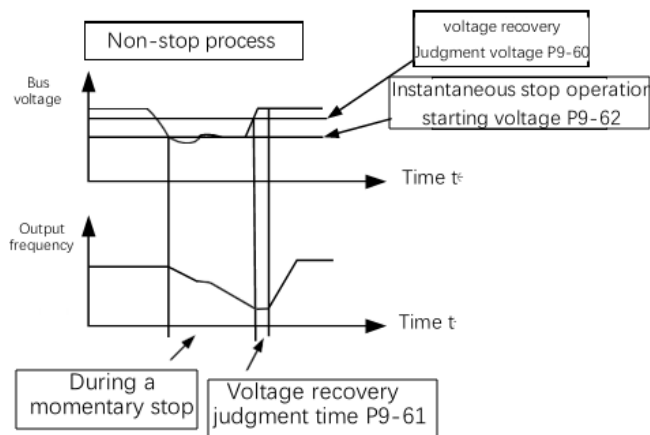 Non-stop process
voltage recovery
Judgment voltage P9-60
Bus
voltage
Instantaneous stop operation
starting voltage P9-62
Time t
Output
frequency
Time t
During a
momentary stop
Voltage recovery
judgment time P9-61